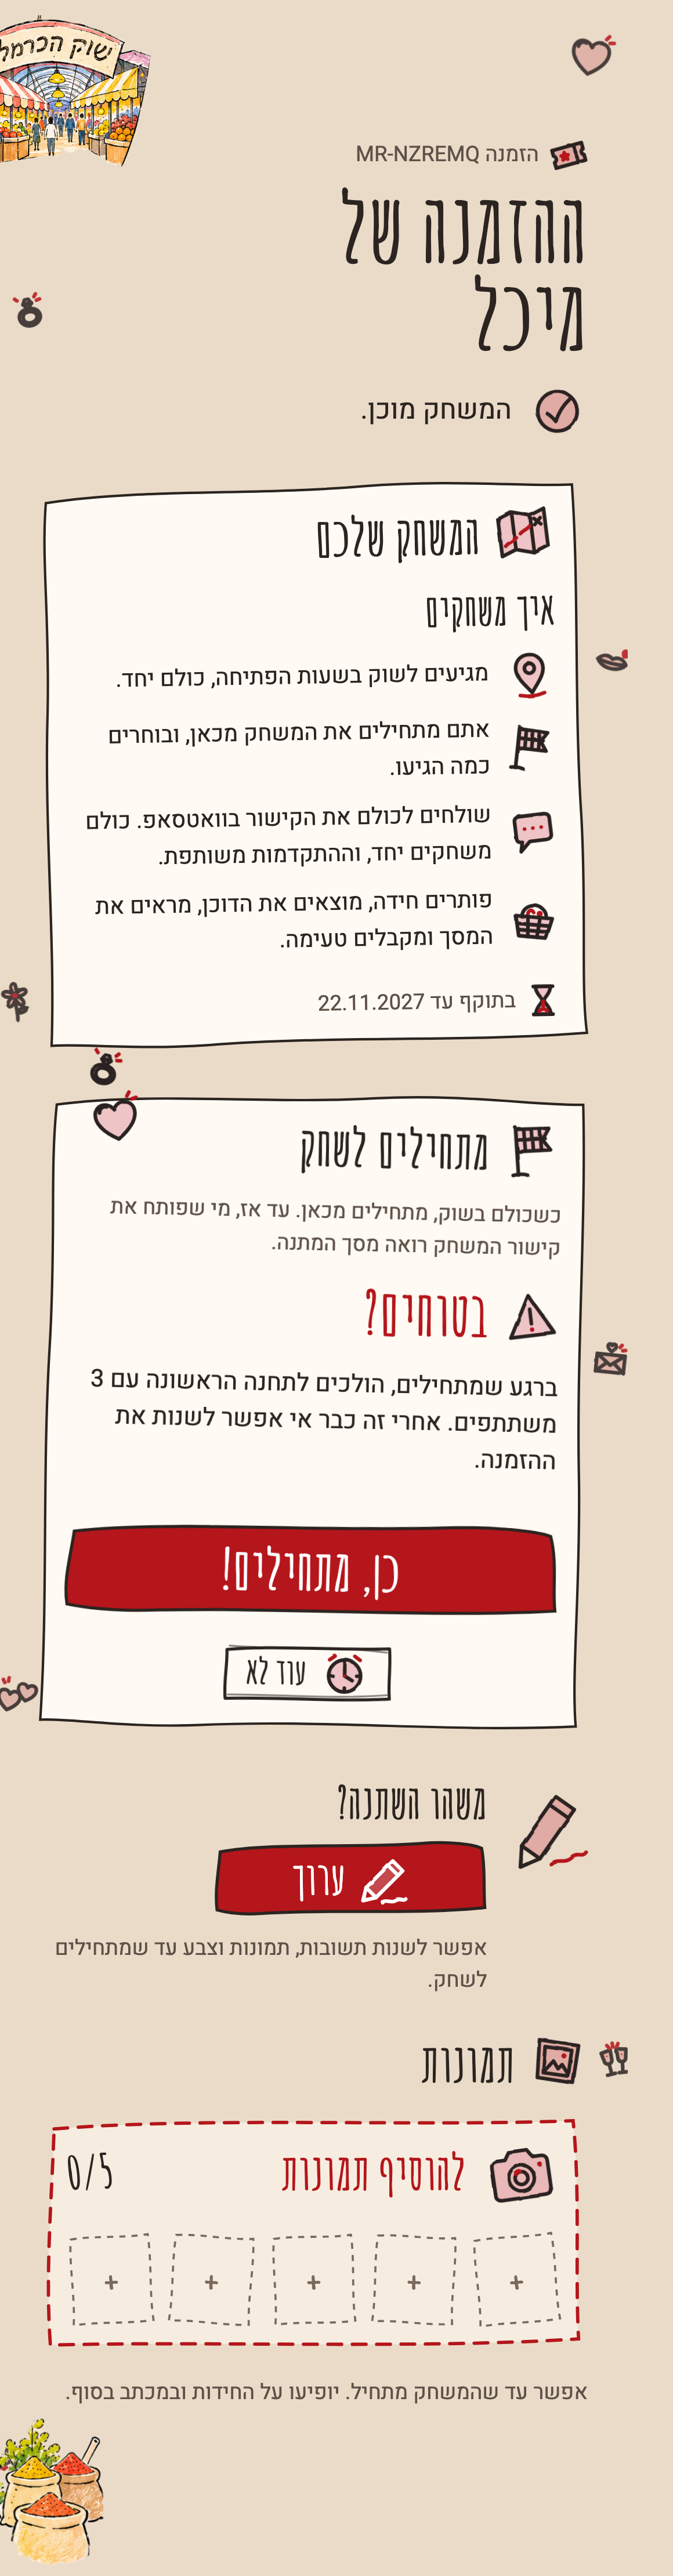 שוק הכרמל
הזמנה MR-NZREMQ
ההזמנה של
מיכל
המשחק מוכן.
המשחק שלכם
איך משחקים
מגיעים לשוק בשעות הפתיחה, כולם יחד.
אתם מתחילים את המשחק מכאן, ובוחרים
כמה הגיעו.
שולחים לכולם את הקישור בוואטסאפ. כולם
משחקים יחד, וההתקדמות משותפת.
פותרים חידה, מוצאים את הדוכן, מראים את
המסך ומקבלים טעימה.
בתוקף עד 22.11.2027
מתחילים לשחק
כשכולם בשוק, מתחילים מכאן. עד אז, מי שפותח את
קישור המשחק רואה מסך המתנה.
בטוחים?
ברגע שמתחילים, הולכים לתחנה הראשונה עם 3
משתתפים. אחרי זה כבר אי אפשר לשנות את
ההזמנה.
כן, מתחילים!
עוד לא
משהו השתנה?
ערוך
אפשר לשנות תשובות, תמונות וצבע עד שמתחילים
לשחק.
תמונות
להוסיף תמונות 0/5
+ + + + +
אפשר עד שהמשחק מתחיל. יופיעו על החידות ובמכתב בסוף.